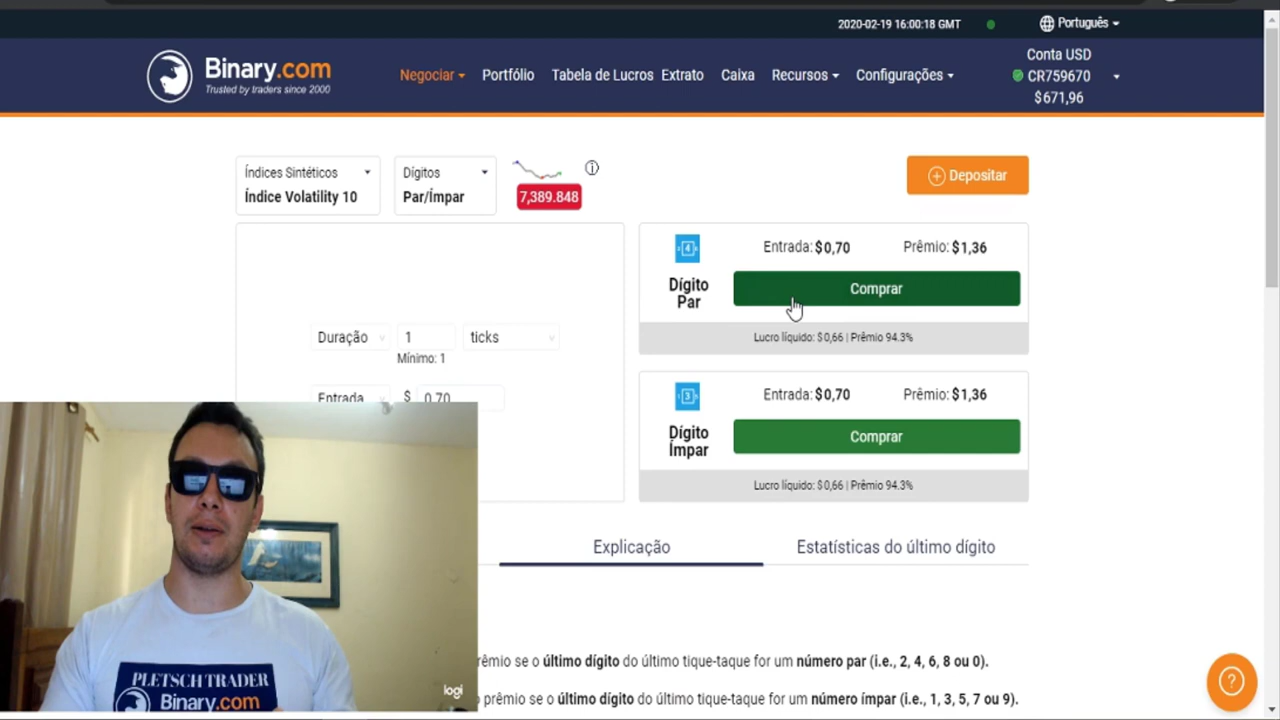 2020-02-19 16:00:18 GMT
Português
Binary.com
Trusted by traders since 2000
Negociar
Portfólio
Tabela de Lucros
Extrato
Caixa
Recursos
Configurações
Conta USD
CR759670
$671,96
Índices Sintéticos
Índice Volatility 10
Dígitos
Par/Ímpar
7,389.848
Depositar
Duração
1
ticks
Mínimo: 1
Entrada
$
0,70
4
Dígito
Par
Entrada: $0,70
Prêmio: $1,36
Comprar
Lucro líquido: $0,66 | Prêmio 94.3%
3
Dígito
Ímpar
Entrada: $0,70
Prêmio: $1,36
Comprar
Lucro líquido: $0,66 | Prêmio 94.3%
Explicação
Estatísticas do último dígito
se o último dígito do último tique-taque for um número par (i.e., 2, 4, 6, 8 ou 0).
prêmio se o último dígito do último tique-taque for um número ímpar (i.e., 1, 3, 5, 7 ou 9).
PLETSCH TRADER
Binary.com
logi
?